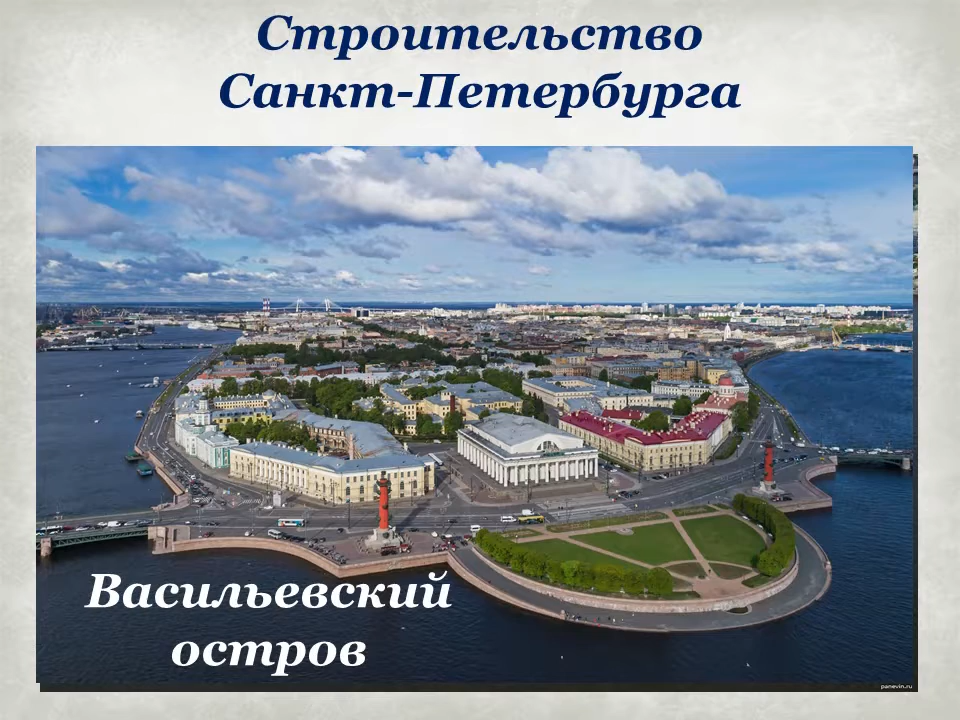 Строительство
Санкт-Петербурга
Васильевский
остров
panevin.ru